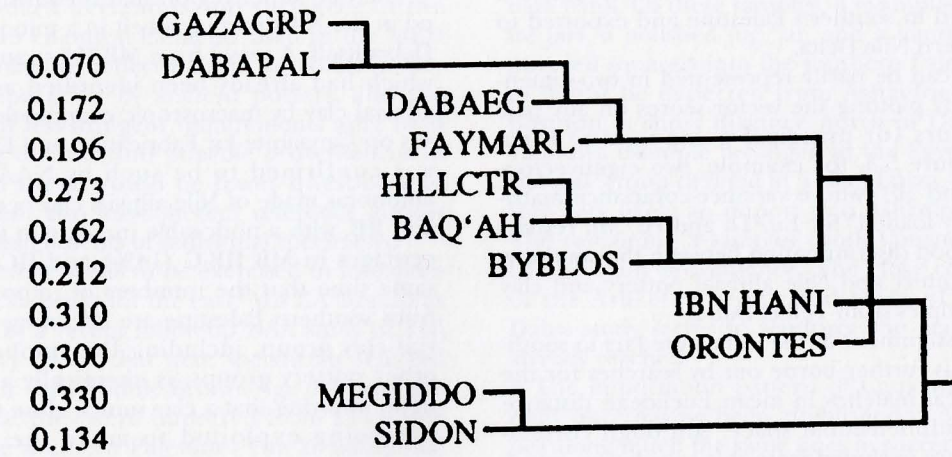 GAZAGRP
0.070 DABAPAL
0.172 DABAEG
0.196 FAYMARL
0.273 HILLCTR
0.162 BAQ‘AH
0.212 BYBLOS
0.310 IBN HANI
0.300 ORONTES
0.330 MEGIDDO
0.134 SIDON